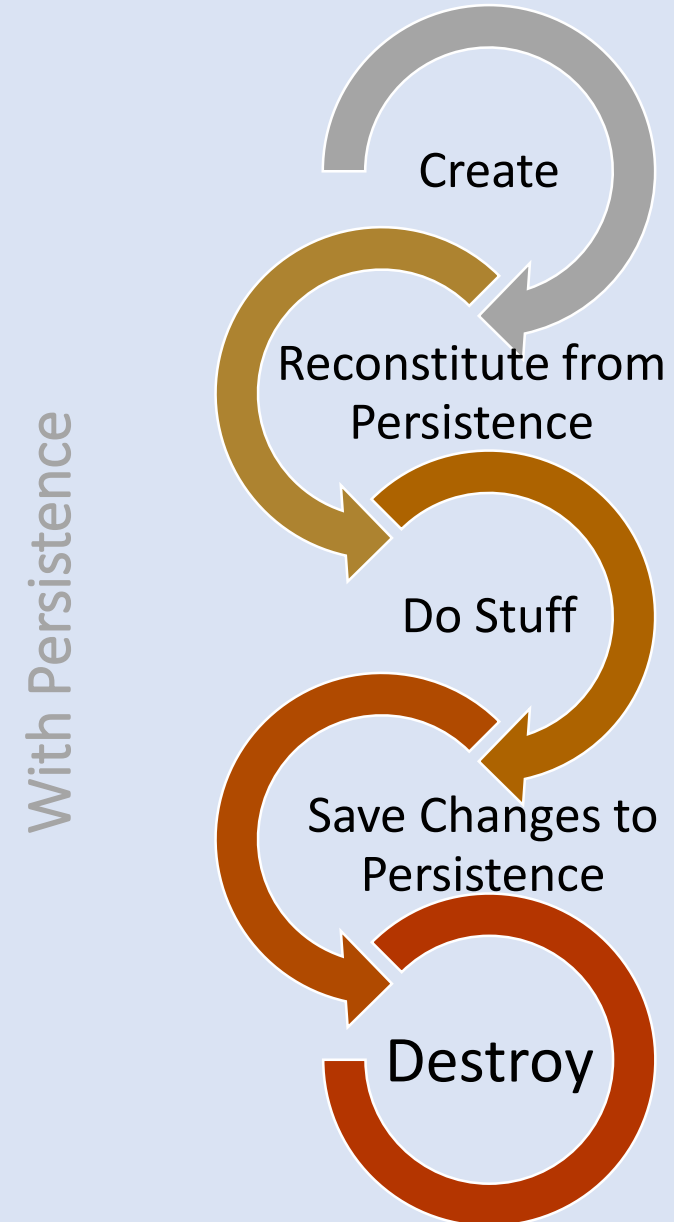 With Persistence
Create
Reconstitute from
Persistence
Do Stuff
Save Changes to
Persistence
Destroy